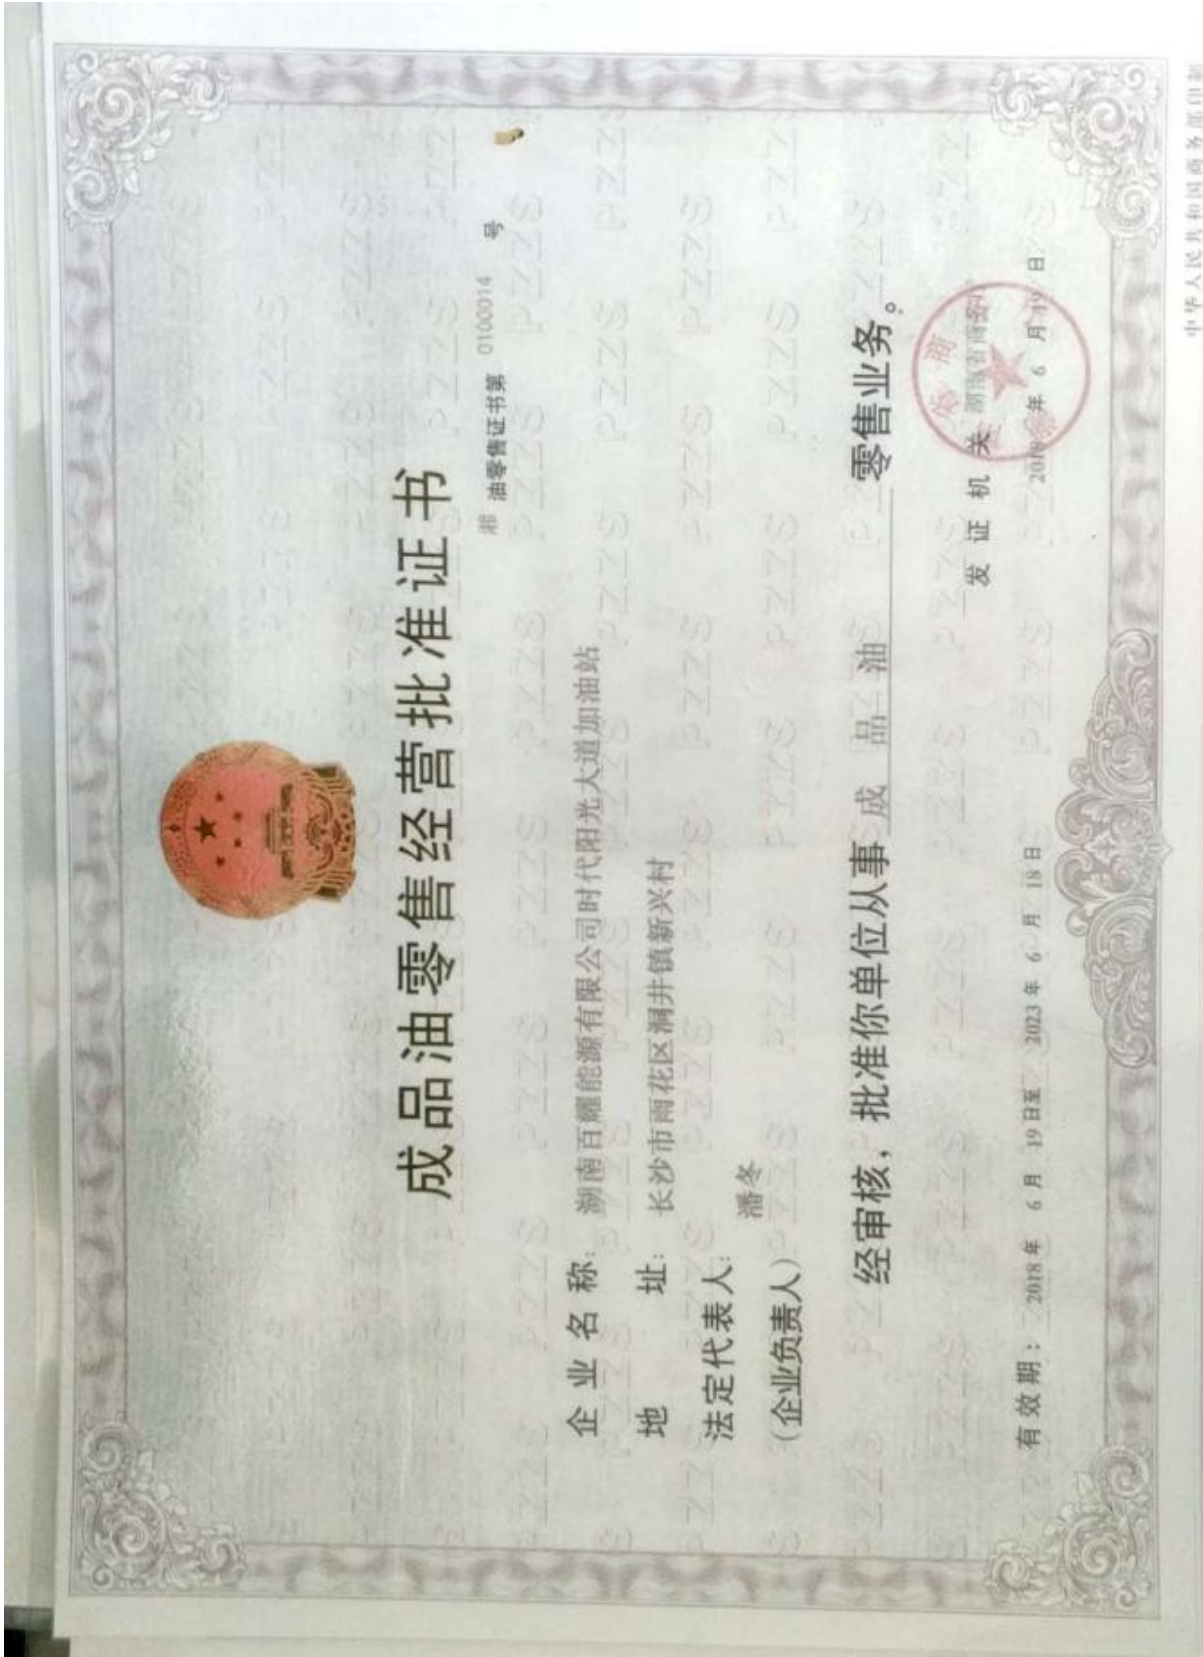 成品油零售经营批准证书
湘 油零售证书第 0100014 号
企业名称: 湖南百耀能源有限公司时代阳光大道加油站
地址: 长沙市雨花区洞井镇新兴村
法定代表人: 潘冬
(企业负责人)
经审核，批准你单位从事 成品油 零售业务。
发证机关 湖南省商务厅
有效期： 2018年 6月 19日至 2023年 6月 18日
2018年 6月 19日
中华人民共和国商务部印制